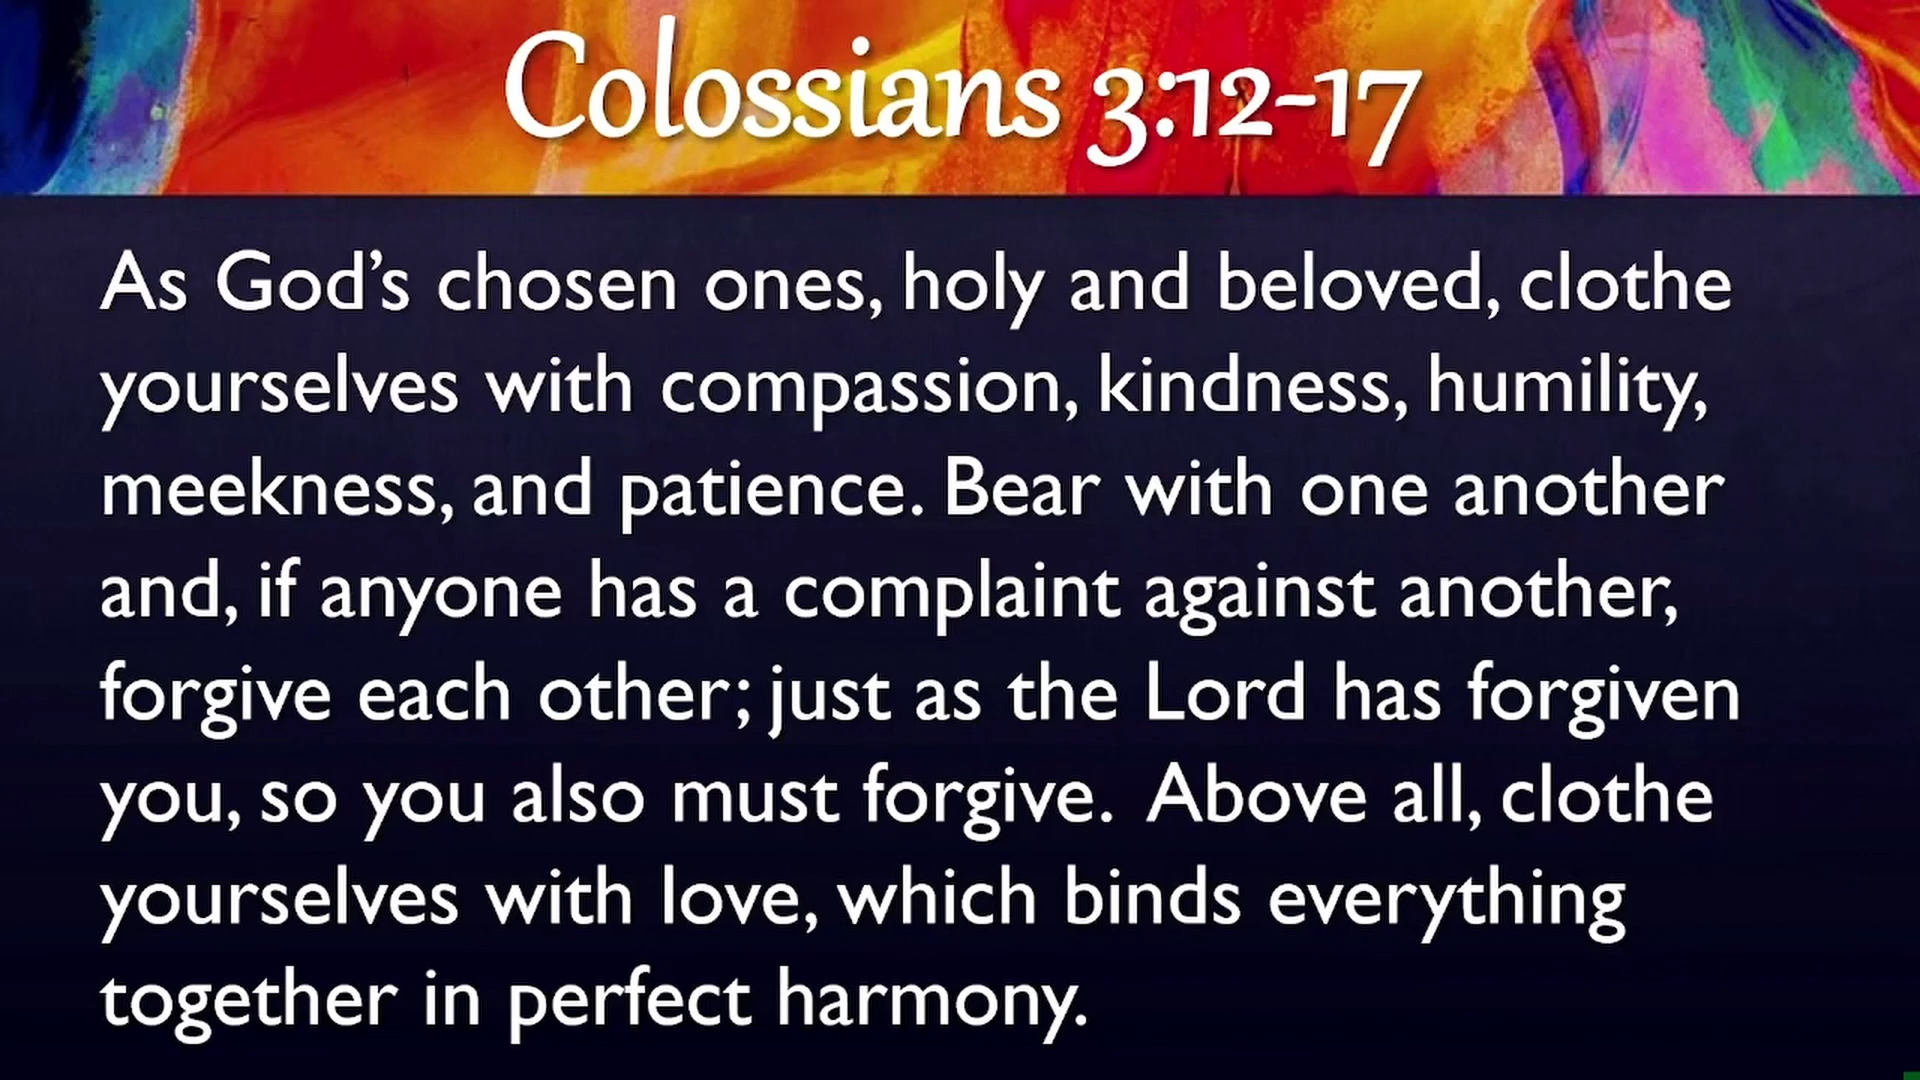 Colossians 3:12-17
As God’s chosen ones, holy and beloved, clothe
yourselves with compassion, kindness, humility,
meekness, and patience. Bear with one another
and, if anyone has a complaint against another,
forgive each other; just as the Lord has forgiven
you, so you also must forgive.  Above all, clothe
yourselves with love, which binds everything
together in perfect harmony.